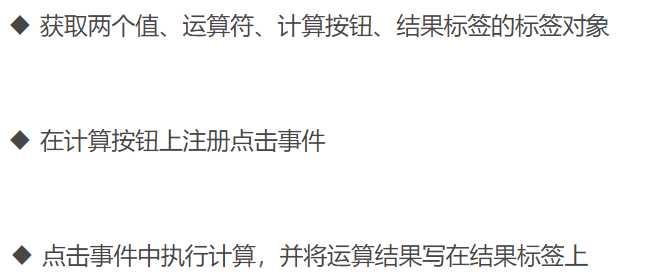 ◆ 获取两个值、运算符、计算按钮、结果标签的标签对象
◆ 在计算按钮上注册点击事件
◆ 点击事件中执行计算，并将运算结果写在结果标签上